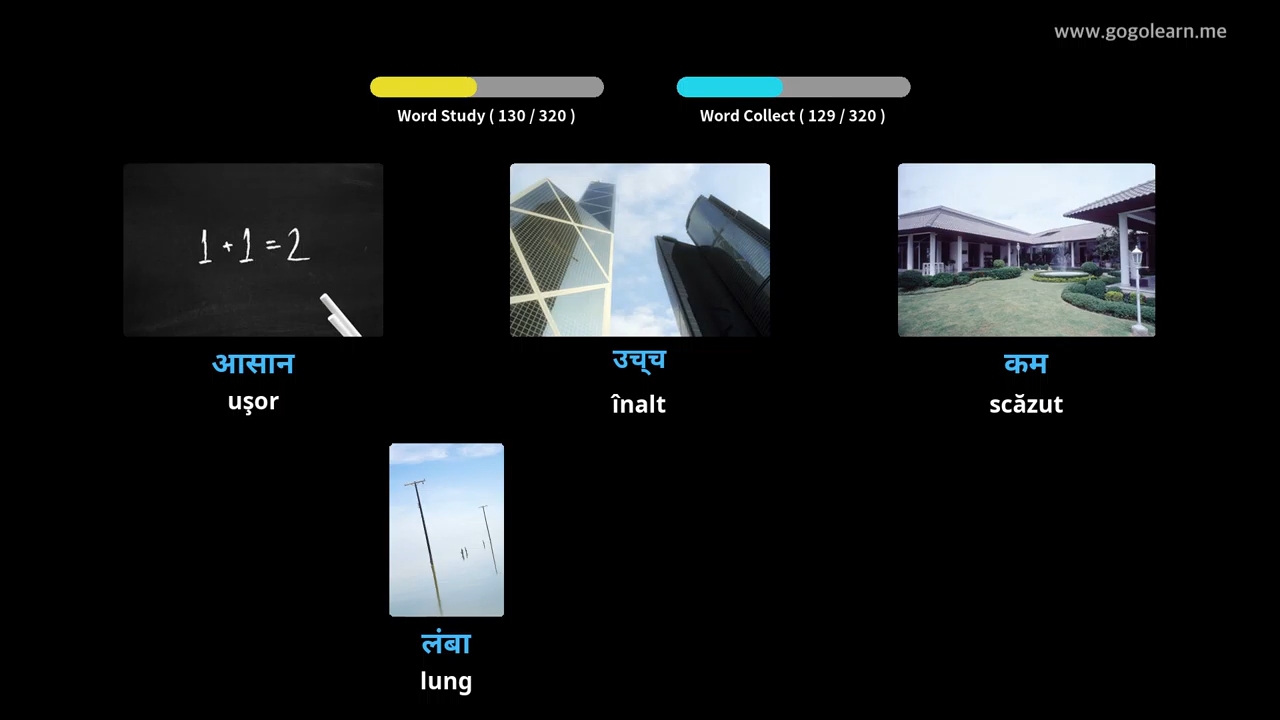 www.gogolearn.me
Word Study ( 130 / 320 )
Word Collect ( 129 / 320 )
1 + 1 = 2
आसान
uşor
उच्च
înalt
कम
scăzut
लंबा
lung